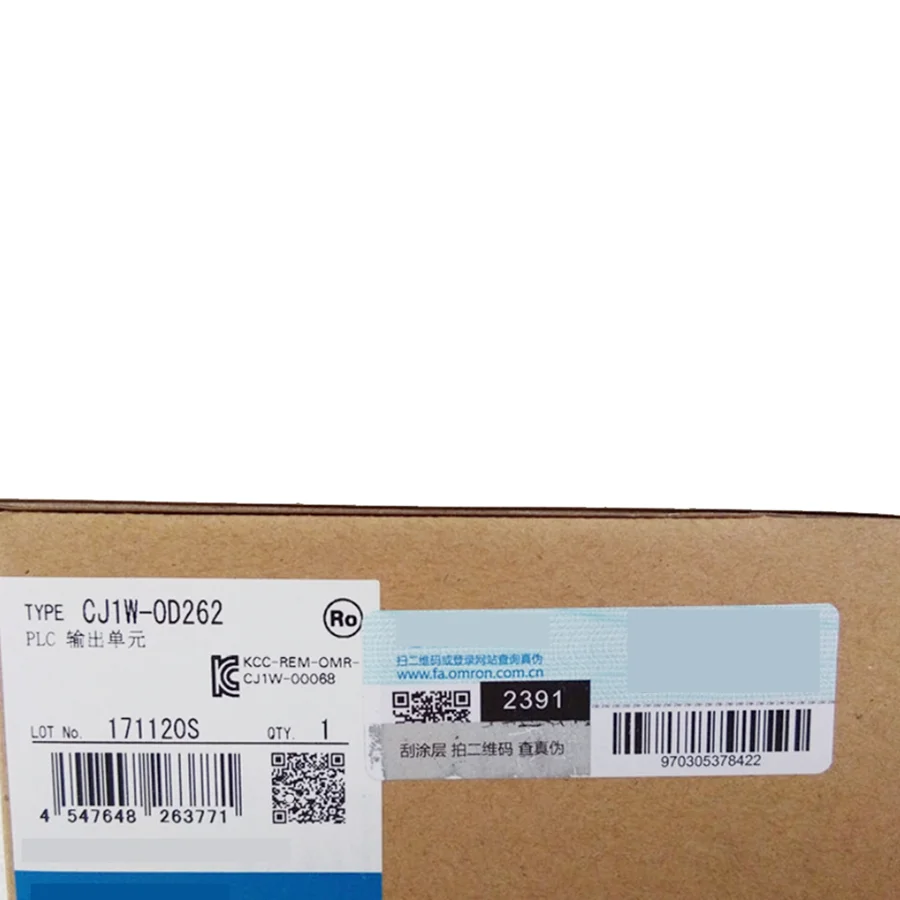 TYPE CJ1W-OD262
Ro
PLC 输出单元
KCC-REM-OMR-
CJ1W-00068
LOT No. 171120S QTY. 1
4 547648 263771
扫二维码或登录网站查询真伪
www.fa.omron.com.cn
2391
刮涂层 拍二维码 查真伪
970305378422